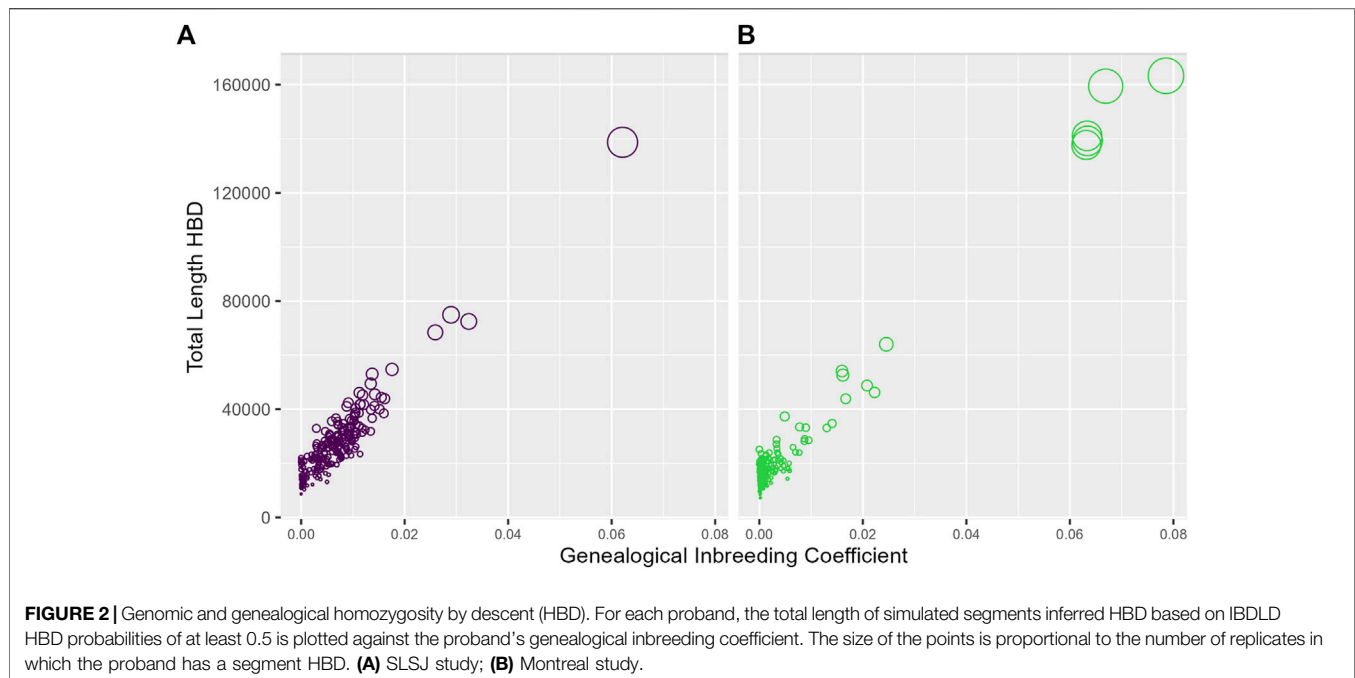 A
B
160000
120000
80000
40000
0
Total Length HBD
0.00 0.02 0.04 0.06 0.08
0.00 0.02 0.04 0.06 0.08
Genealogical Inbreeding Coefficient
FIGURE 2 | Genomic and genealogical homozygosity by descent (HBD). For each proband, the total length of simulated segments inferred HBD based on IBDLD
HBD probabilities of at least 0.5 is plotted against the proband's genealogical inbreeding coefficient. The size of the points is proportional to the number of replicates in
which the proband has a segment HBD. (A) SLSJ study; (B) Montreal study.